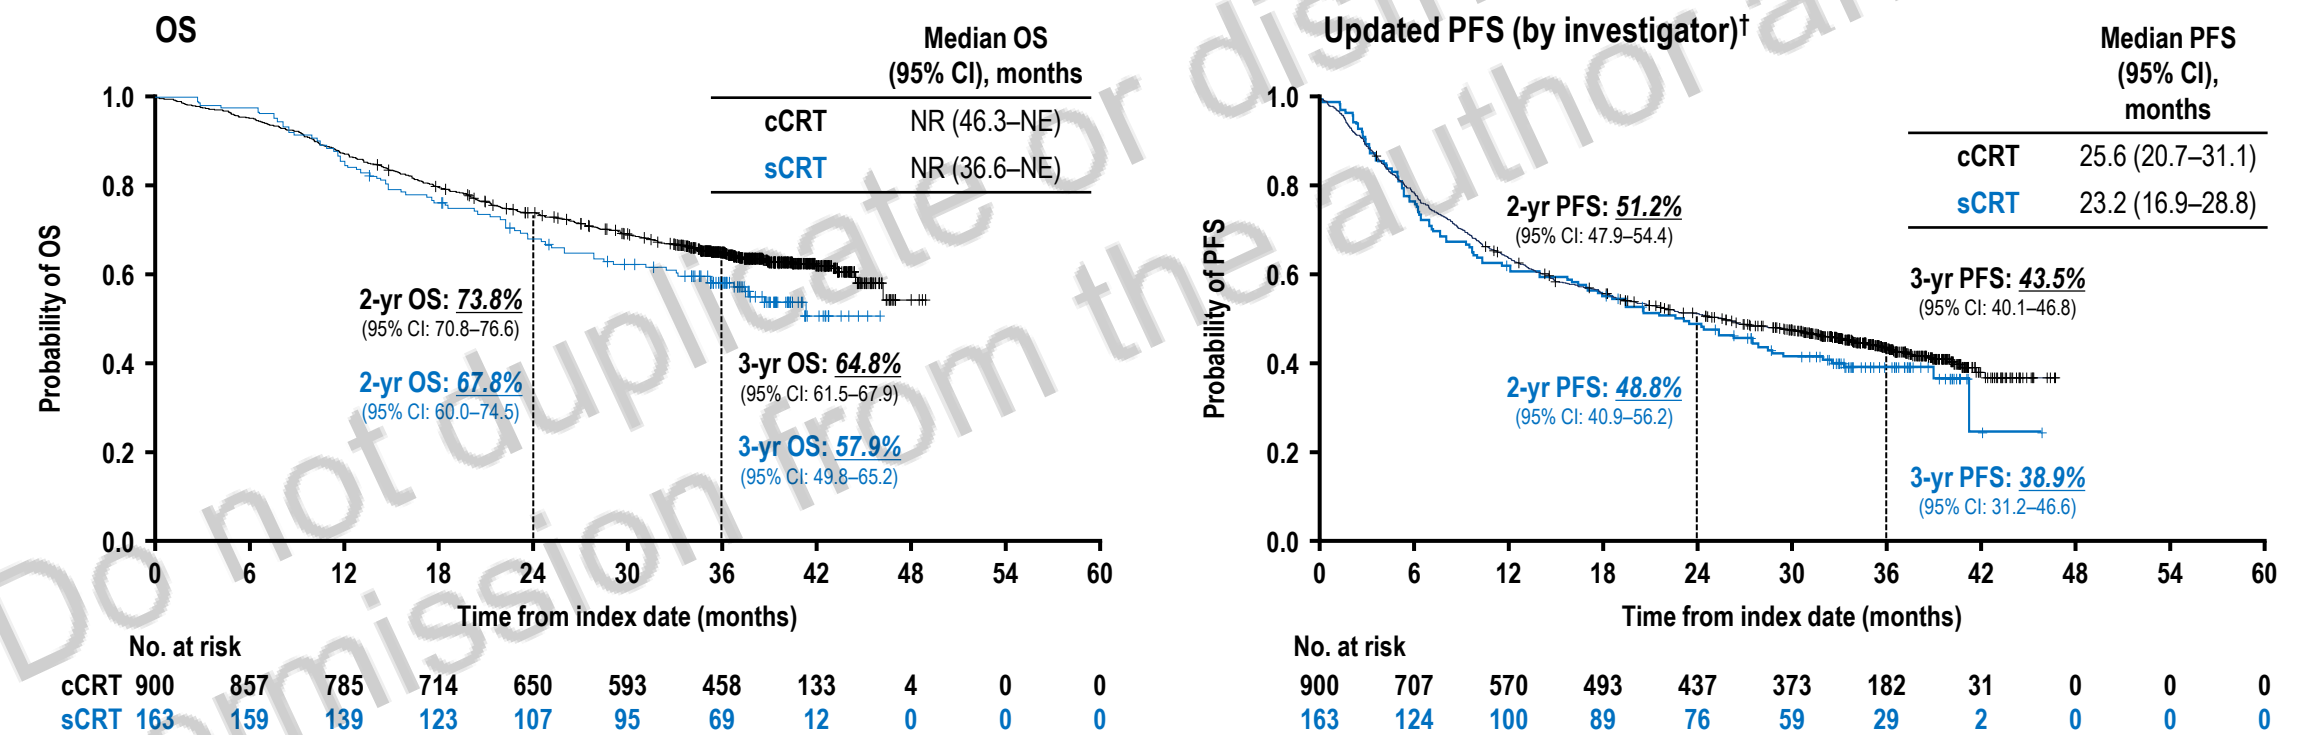 OS
Median OS
(95% CI), months
cCRT NR (46.3–NE)
sCRT NR (36.6–NE)
Probability of OS
1.0
0.8
0.6
0.4
0.2
0.0
2-yr OS: 73.8%
(95% CI: 70.8–76.6)
2-yr OS: 67.8%
(95% CI: 60.0–74.5)
3-yr OS: 64.8%
(95% CI: 61.5–67.9)
3-yr OS: 57.9%
(95% CI: 49.8–65.2)
0 6 12 18 24 30 36 42 48 54 60
Time from index date (months)
No. at risk
cCRT 900 857 785 714 650 593 458 133 4 0 0
sCRT 163 159 139 123 107 95 69 12 0 0 0
Updated PFS (by investigator)†
Median PFS
(95% CI),
months
cCRT 25.6 (20.7–31.1)
sCRT 23.2 (16.9–28.8)
Probability of PFS
1.0
0.8
0.6
0.4
0.2
0.0
2-yr PFS: 51.2%
(95% CI: 47.9–54.4)
2-yr PFS: 48.8%
(95% CI: 40.9–56.2)
3-yr PFS: 43.5%
(95% CI: 40.1–46.8)
3-yr PFS: 38.9%
(95% CI: 31.2–46.6)
0 6 12 18 24 30 36 42 48 54 60
Time from index date (months)
No. at risk
900 707 570 493 437 373 182 31 0 0 0
163 124 100 89 76 59 29 2 0 0 0
Do not duplicate or
from the author